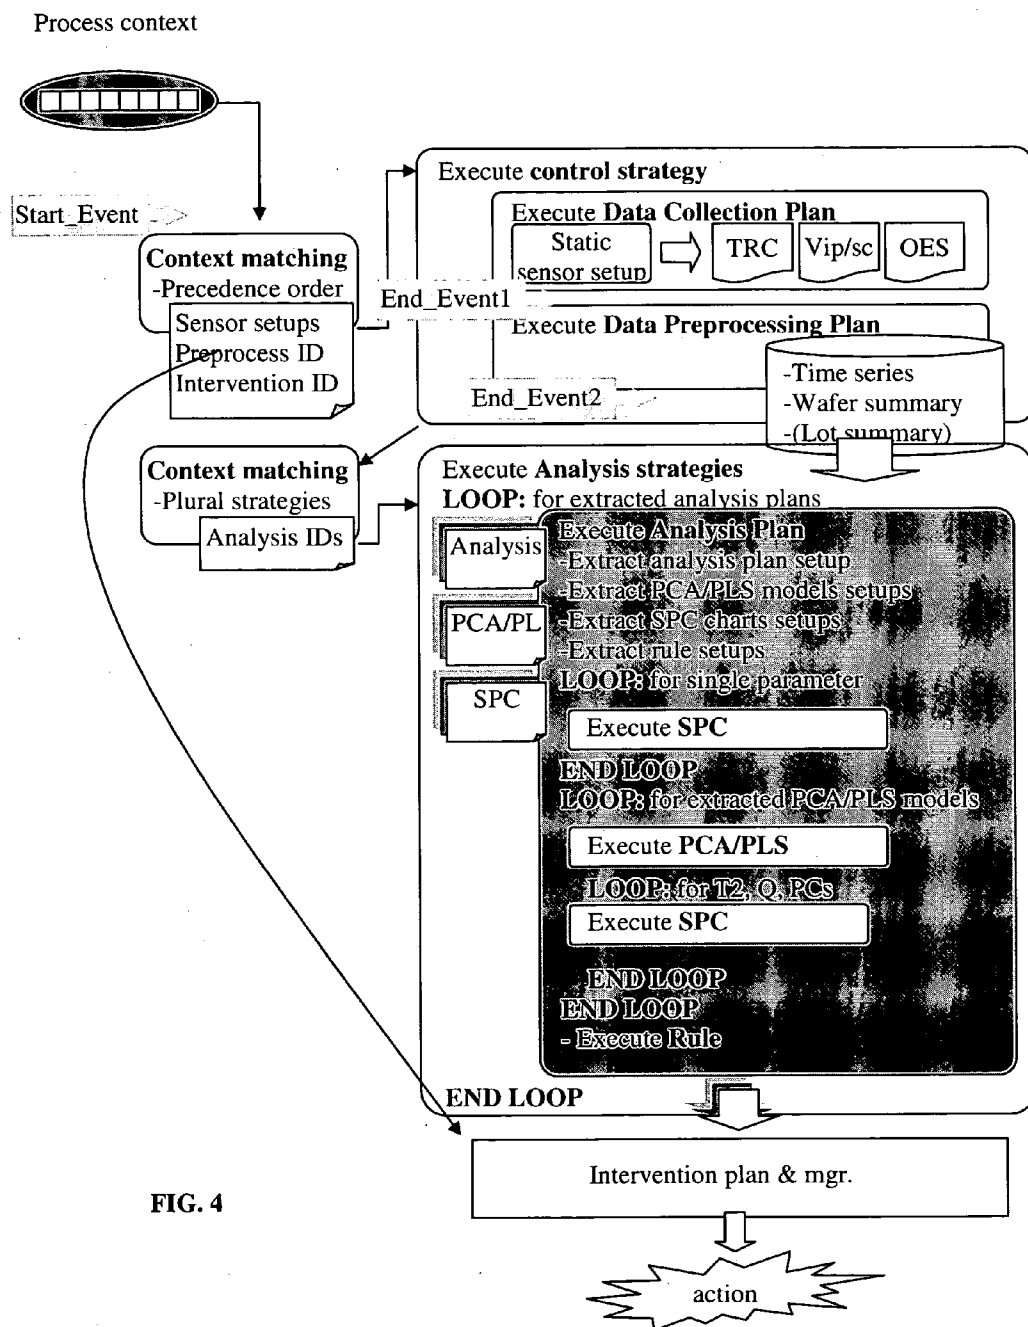 Process context
Start_Event
Context matching
-Precedence order
Sensor setups
Preprocess ID
Intervention ID
Execute control strategy
Execute Data Collection Plan
Static
sensor setup
TRC
Vip/sc
OES
End_Event1
Execute Data Preprocessing Plan
-Time series
-Wafer summary
-(Lot summary)
End_Event2
Context matching
-Plural strategies
Analysis IDs
Execute Analysis strategies
LOOP: for extracted analysis plans
Analysis
PCA/PL
SPC
Execute Analysis Plan
-Extract analysis plan setup
-Extract PCA/PLS models setups
-Extract SPC charts setups
-Extract rule setups
LOOP: for single parameter
Execute SPC
END LOOP
LOOP: for extracted PCA/PLS models
Execute PCA/PLS
LOOP: for T2, Q, PCs
Execute SPC
END LOOP
END LOOP
- Execute Rule
END LOOP
Intervention plan & mgr.
action
FIG. 4